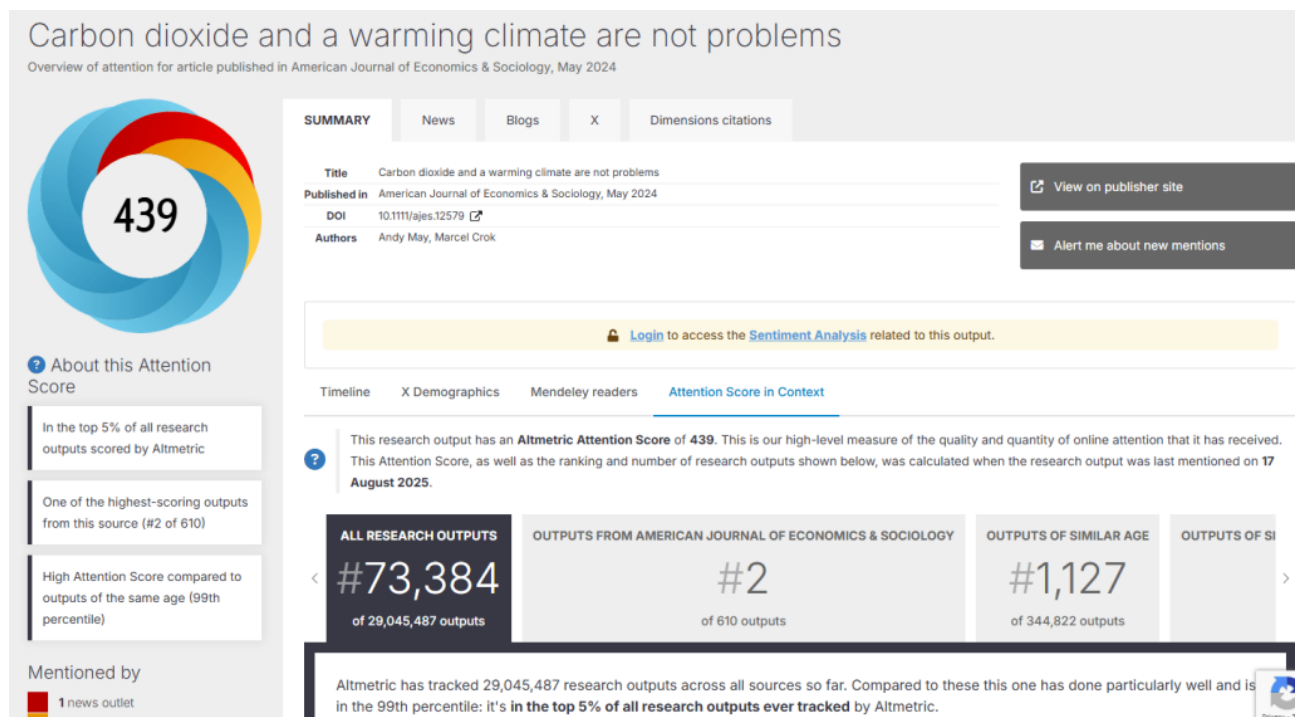 Carbon dioxide and a warming climate are not problems
Overview of attention for article published in American Journal of Economics & Sociology, May 2024
439
SUMMARY News Blogs X Dimensions citations
Title Carbon dioxide and a warming climate are not problems
Published in American Journal of Economics & Sociology, May 2024
DOI 10.1111/ajes.12579
Authors Andy May, Marcel Crok
View on publisher site
Alert me about new mentions
Login to access the Sentiment Analysis related to this output.
? About this Attention
Score
In the top 5% of all research
outputs scored by Altmetric
One of the highest-scoring outputs
from this source (#2 of 610)
High Attention Score compared to
outputs of the same age (99th
percentile)
Mentioned by
1 news outlet
Timeline X Demographics Mendeley readers Attention Score in Context
?
This research output has an Altmetric Attention Score of 439. This is our high-level measure of the quality and quantity of online attention that it has received.
This Attention Score, as well as the ranking and number of research outputs shown below, was calculated when the research output was last mentioned on 17
August 2025.
ALL RESEARCH OUTPUTS
#73,384
of 29,045,487 outputs
OUTPUTS FROM AMERICAN JOURNAL OF ECONOMICS & SOCIOLOGY
#2
of 610 outputs
OUTPUTS OF SIMILAR AGE
#1,127
of 344,822 outputs
OUTPUTS OF SI
Altmetric has tracked 29,045,487 research outputs across all sources so far. Compared to these this one has done particularly well and is
in the 99th percentile: it's in the top 5% of all research outputs ever tracked by Altmetric.